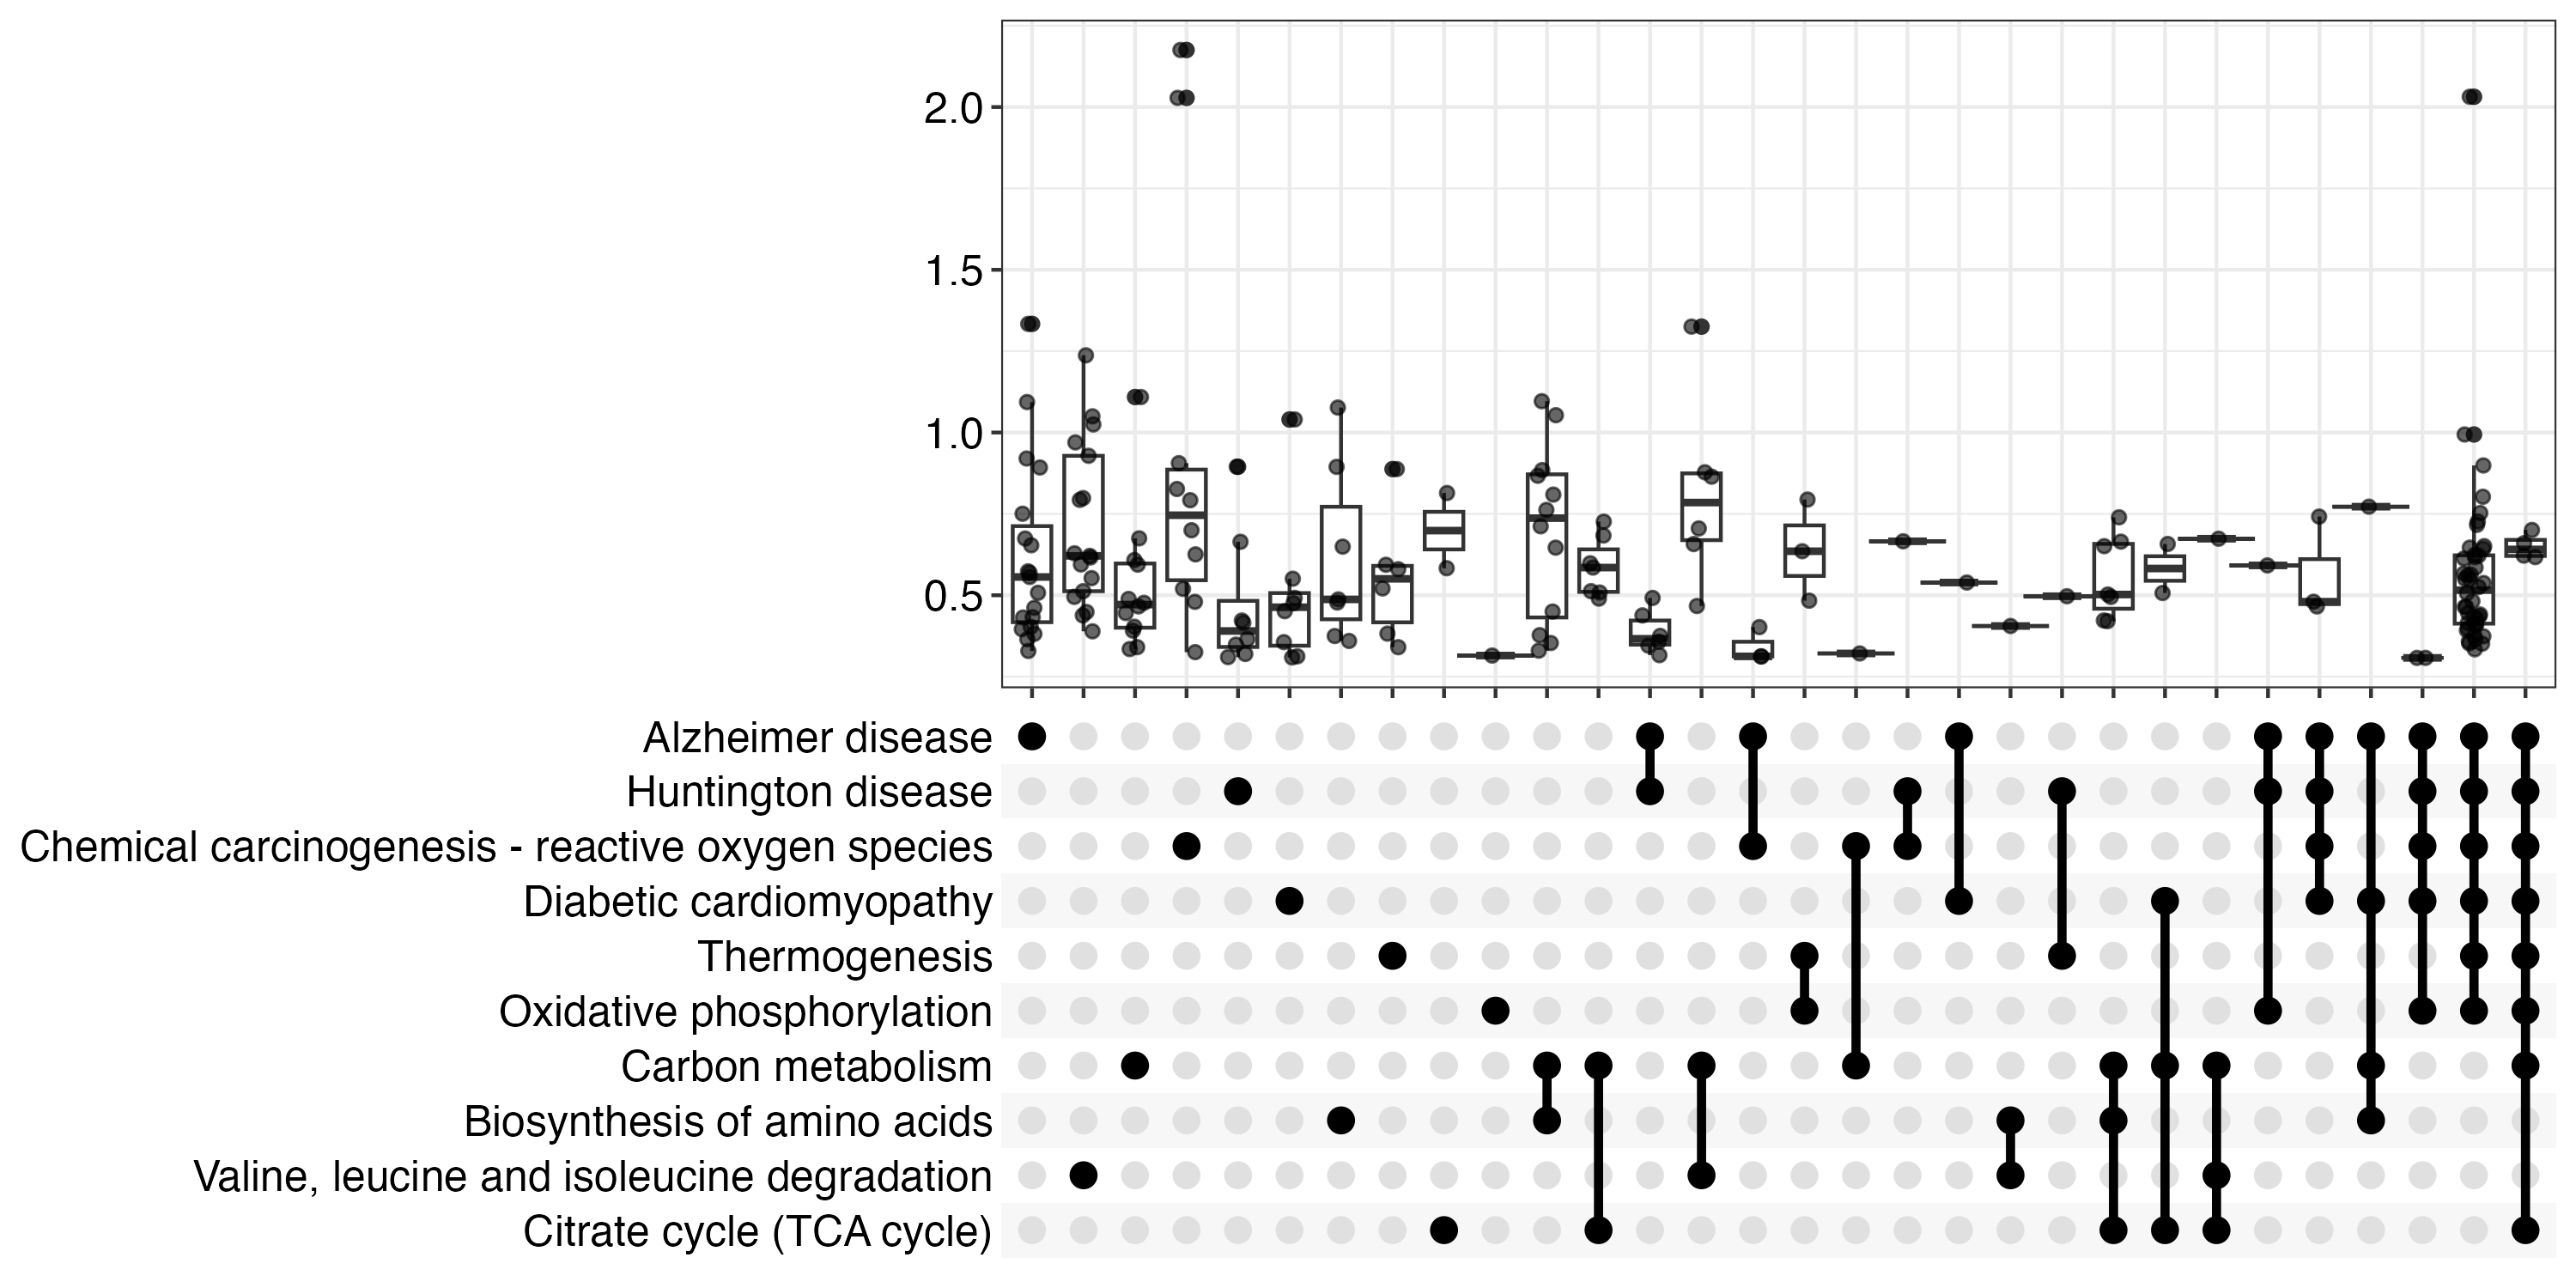 2.0
1.5
1.0
0.5
Alzheimer disease
Huntington disease
Chemical carcinogenesis - reactive oxygen species
Diabetic cardiomyopathy
Thermogenesis
Oxidative phosphorylation
Carbon metabolism
Biosynthesis of amino acids
Valine, leucine and isoleucine degradation
Citrate cycle (TCA cycle)